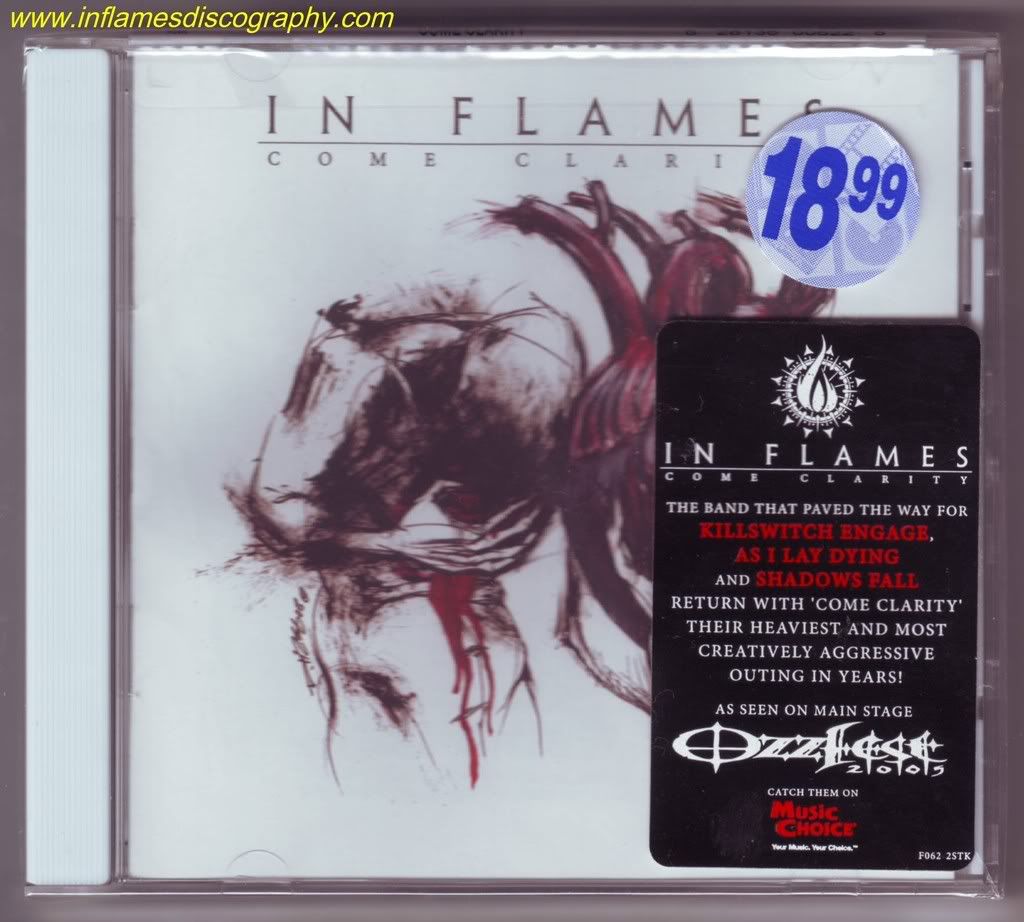 www.inflamesdiscography.com
COME CLARITY
IN FLAMES
COME CLARI
18 99
IN FLAMES
COME CLARITY
THE BAND THAT PAVED THE WAY FOR
KILLSWITCH ENGAGE,
AS I LAY DYING
AND SHADOWS FALL
RETURN WITH 'COME CLARITY'
THEIR HEAVIEST AND MOST
CREATIVELY AGGRESSIVE
OUTING IN YEARS!
AS SEEN ON MAIN STAGE
OZZFEST
2005
CATCH THEM ON
MUSIC
CHOICE
Your Music. Your Choice.™
F062 2STK